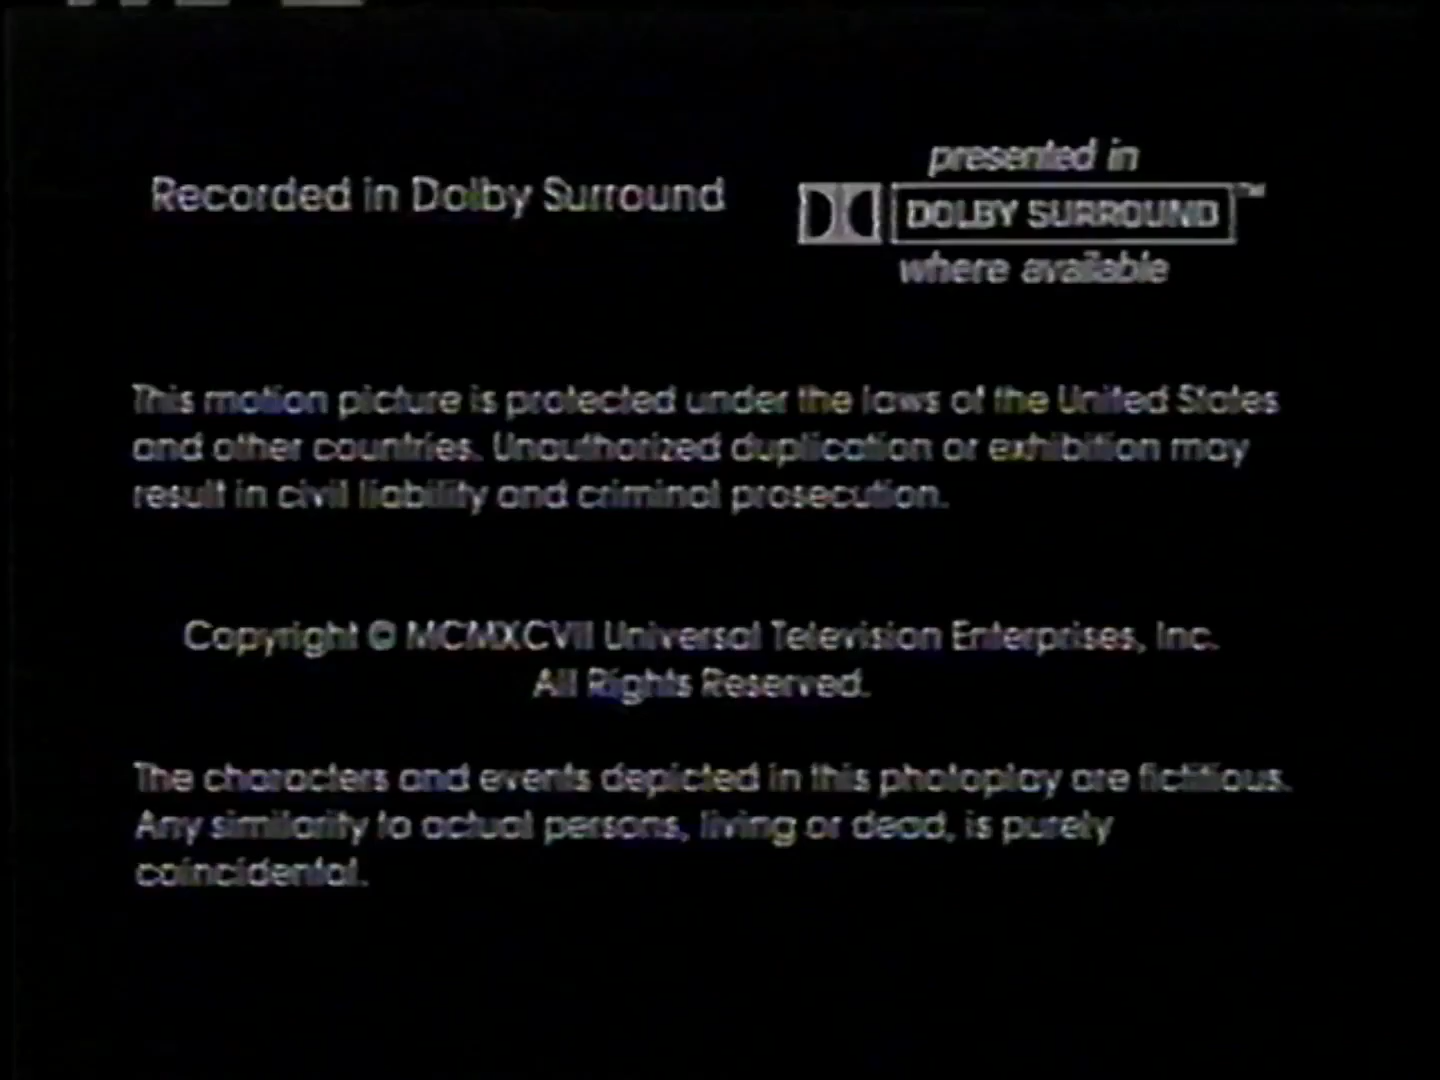 Recorded in Dolby Surround
presented in
DOLBY SURROUND™
where available
This motion picture is protected under the laws of the United States
and other countries. Unauthorized duplication or exhibition may
result in civil liability and criminal prosecution.
Copyright © MCMXCVII Universal Television Enterprises, Inc.
All Rights Reserved.
The characters and events depicted in this photoplay are fictitious.
Any similarity to actual persons, living or dead, is purely
coincidental.